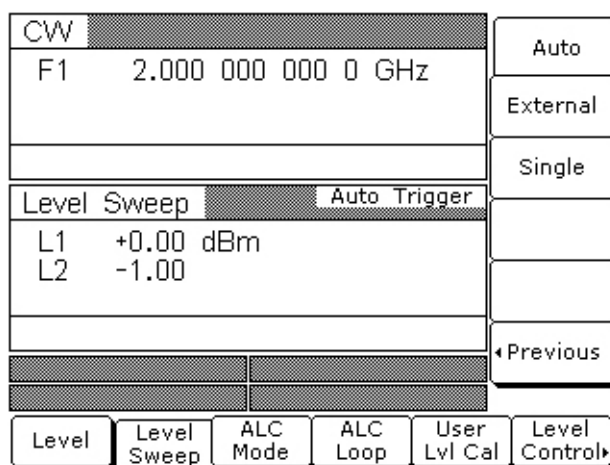 CW
F1 2.000 000 000 0 GHz
Level Sweep Auto Trigger
L1 +0.00 dBm
L2 -1.00
Auto
External
Single
Previous
Level
Level Sweep
ALC Mode
ALC Loop
User Lvl Cal
Level Control